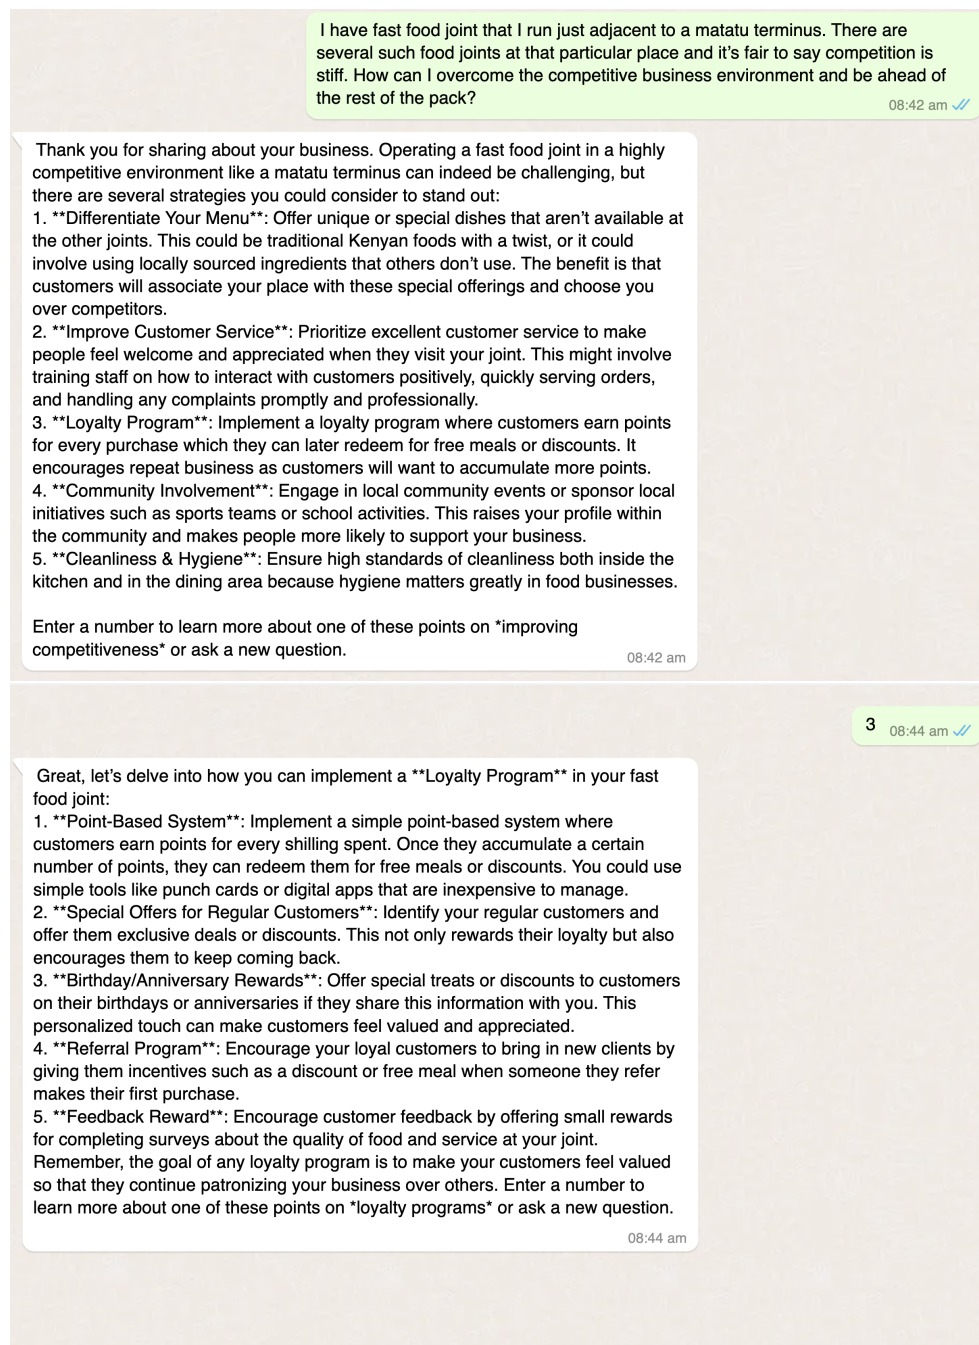 I have fast food joint that I run just adjacent to a matatu terminus. There are
several such food joints at that particular place and it’s fair to say competition is
stiff. How can I overcome the competitive business environment and be ahead of
the rest of the pack?
08:42 am
Thank you for sharing about your business. Operating a fast food joint in a highly
competitive environment like a matatu terminus can indeed be challenging, but
there are several strategies you could consider to stand out:
1. **Differentiate Your Menu**: Offer unique or special dishes that aren’t available at
the other joints. This could be traditional Kenyan foods with a twist, or it could
involve using locally sourced ingredients that others don’t use. The benefit is that
customers will associate your place with these special offerings and choose you
over competitors.
2. **Improve Customer Service**: Prioritize excellent customer service to make
people feel welcome and appreciated when they visit your joint. This might involve
training staff on how to interact with customers positively, quickly serving orders,
and handling any complaints promptly and professionally.
3. **Loyalty Program**: Implement a loyalty program where customers earn points
for every purchase which they can later redeem for free meals or discounts. It
encourages repeat business as customers will want to accumulate more points.
4. **Community Involvement**: Engage in local community events or sponsor local
initiatives such as sports teams or school activities. This raises your profile within
the community and makes people more likely to support your business.
5. **Cleanliness & Hygiene**: Ensure high standards of cleanliness both inside the
kitchen and in the dining area because hygiene matters greatly in food businesses.
Enter a number to learn more about one of these points on *improving
competitiveness* or ask a new question.
08:42 am
3
08:44 am
Great, let’s delve into how you can implement a **Loyalty Program** in your fast
food joint:
1. **Point-Based System**: Implement a simple point-based system where
customers earn points for every shilling spent. Once they accumulate a certain
number of points, they can redeem them for free meals or discounts. You could use
simple tools like punch cards or digital apps that are inexpensive to manage.
2. **Special Offers for Regular Customers**: Identify your regular customers and
offer them exclusive deals or discounts. This not only rewards their loyalty but also
encourages them to keep coming back.
3. **Birthday/Anniversary Rewards**: Offer special treats or discounts to customers
on their birthdays or anniversaries if they share this information with you. This
personalized touch can make customers feel valued and appreciated.
4. **Referral Program**: Encourage your loyal customers to bring in new clients by
giving them incentives such as a discount or free meal when someone they refer
makes their first purchase.
5. **Feedback Reward**: Encourage customer feedback by offering small rewards
for completing surveys about the quality of food and service at your joint.
Remember, the goal of any loyalty program is to make your customers feel valued
so that they continue patronizing your business over others. Enter a number to
learn more about one of these points on *loyalty programs* or ask a new question.
08:44 am